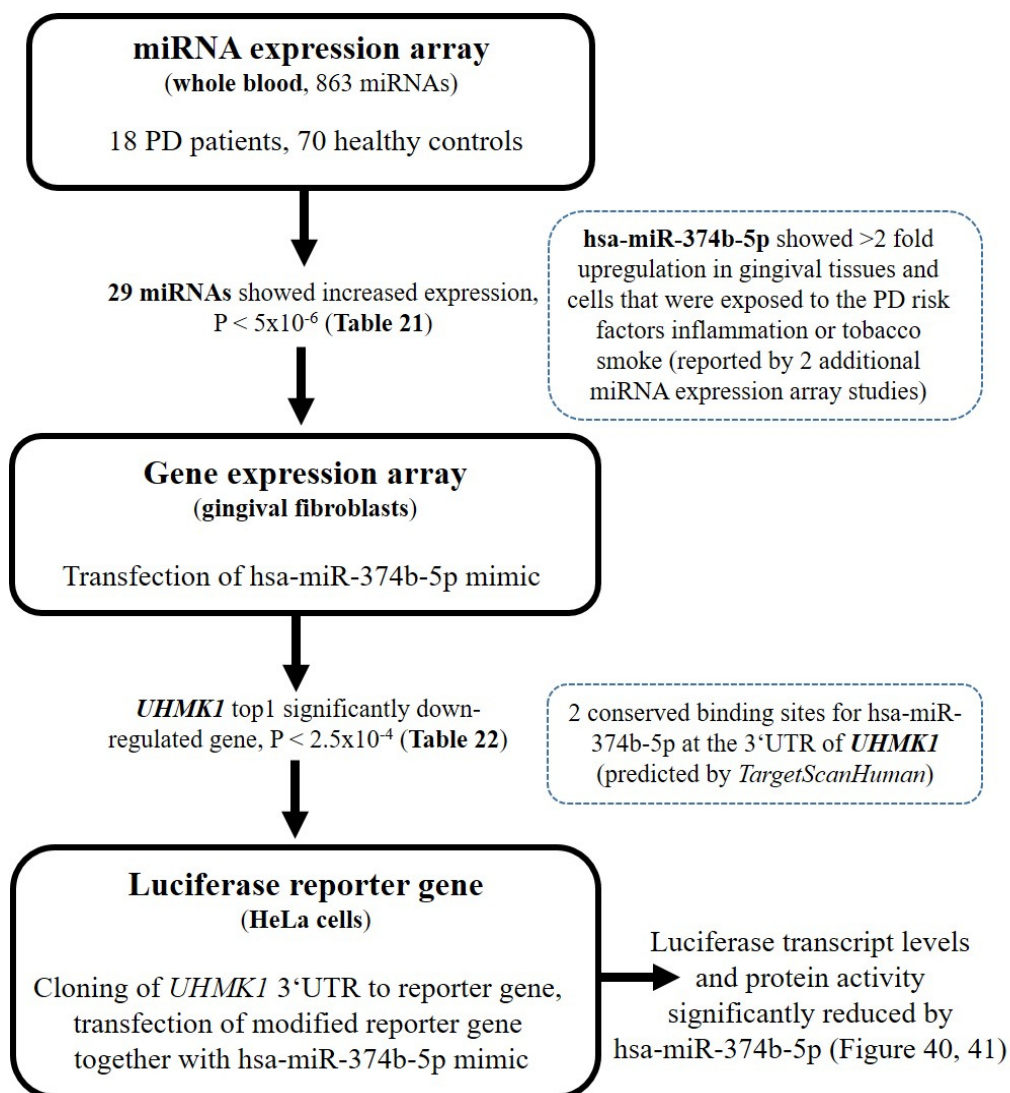 miRNA expression array
(whole blood, 863 miRNAs)
18 PD patients, 70 healthy controls
29 miRNAs showed increased expression,
P < 5x10⁻⁶ (Table 21)
hsa-miR-374b-5p showed >2 fold
upregulation in gingival tissues and
cells that were exposed to the PD risk
factors inflammation or tobacco
smoke (reported by 2 additional
miRNA expression array studies)
Gene expression array
(gingival fibroblasts)
Transfection of hsa-miR-374b-5p mimic
UHMK1 top1 significantly down-
regulated gene, P < 2.5x10⁻⁴ (Table 22)
2 conserved binding sites for hsa-miR-
374b-5p at the 3‘UTR of UHMK1
(predicted by TargetScanHuman)
Luciferase reporter gene
(HeLa cells)
Cloning of UHMK1 3‘UTR to reporter gene,
transfection of modified reporter gene
together with hsa-miR-374b-5p mimic
Luciferase transcript levels
and protein activity
significantly reduced by
hsa-miR-374b-5p (Figure 40, 41)